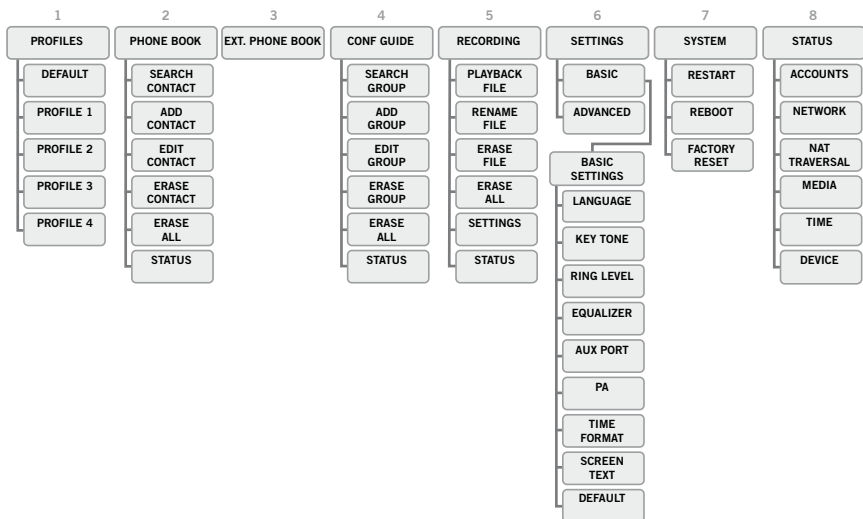 1 2 3 4 5 6 7 8
PROFILES PHONE BOOK EXT. PHONE BOOK CONF GUIDE RECORDING SETTINGS SYSTEM STATUS
DEFAULT
PROFILE 1
PROFILE 2
PROFILE 3
PROFILE 4
SEARCH
CONTACT
ADD
CONTACT
EDIT
CONTACT
ERASE
CONTACT
ERASE
ALL
STATUS
SEARCH
GROUP
ADD
GROUP
EDIT
GROUP
ERASE
GROUP
ERASE
ALL
STATUS
PLAYBACK
FILE
RENAME
FILE
ERASE
FILE
ERASE
ALL
SETTINGS
STATUS
BASIC
ADVANCED
BASIC
SETTINGS
LANGUAGE
KEY TONE
RING LEVEL
EQUALIZER
AUX PORT
PA
TIME
FORMAT
SCREEN
TEXT
DEFAULT
RESTART
REBOOT
FACTORY
RESET
ACCOUNTS
NETWORK
NAT
TRAVERSAL
MEDIA
TIME
DEVICE